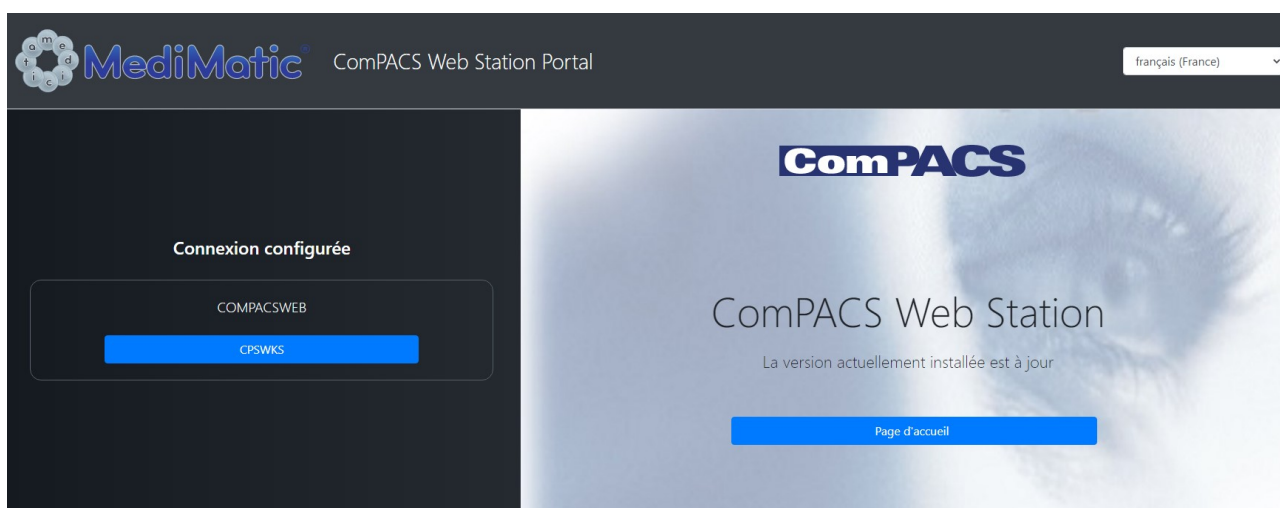 a m e d i c i t
MediMatic®
ComPACS Web Station Portal
français (France)
Connexion configurée
COMPACSWEB
CPSWKS
ComPACS
ComPACS Web Station
La version actuellement installée est à jour
Page d'accueil